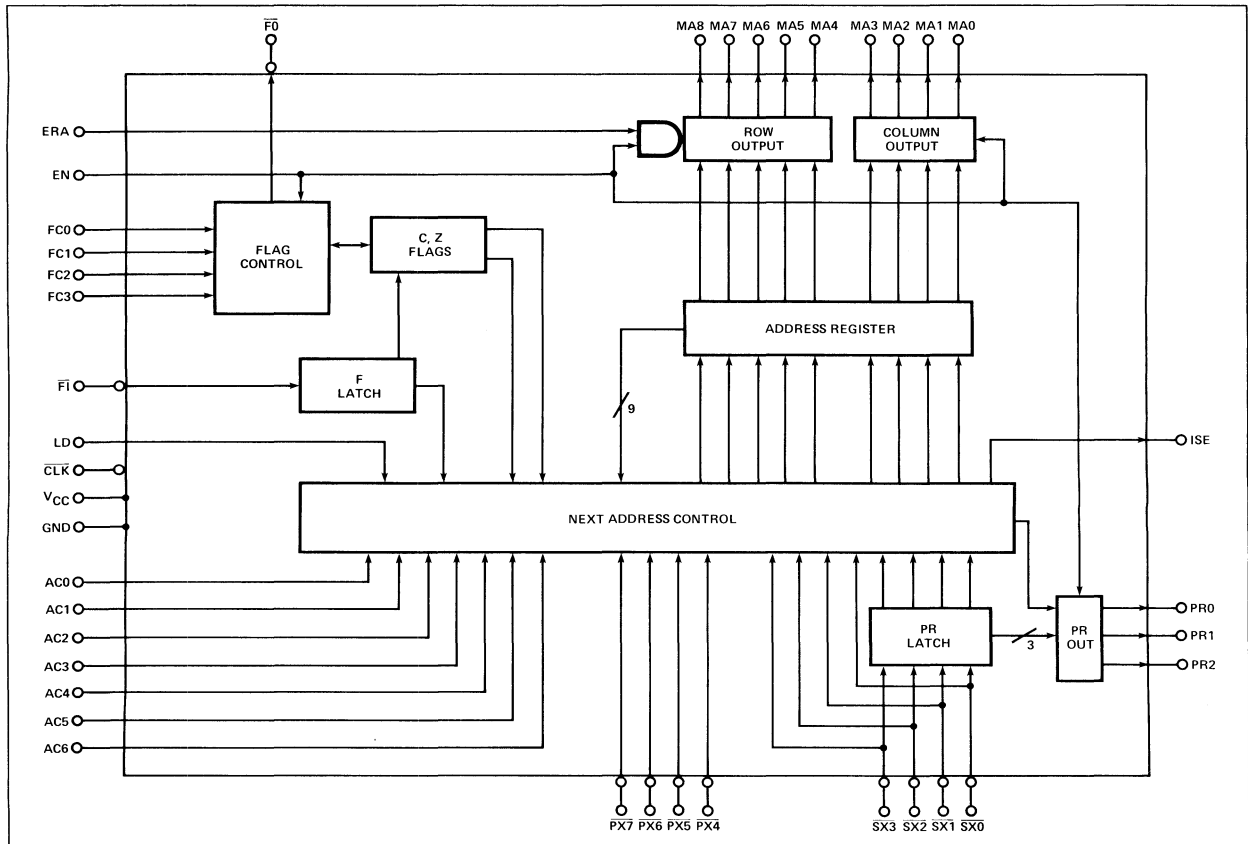 F0
MA8 MA7 MA6 MA5 MA4 MA3 MA2 MA1 MA0
ERA
ROW
OUTPUT
COLUMN
OUTPUT
EN
FC0
FC1
FC2
FC3
FLAG
CONTROL
C, Z
FLAGS
ADDRESS REGISTER
FI
F
LATCH
9
LD
ISE
CLK
VCC
GND
NEXT ADDRESS CONTROL
AC0
AC1
AC2
AC3
AC4
AC5
AC6
PR
LATCH
3
PR
OUT
PR0
PR1
PR2
PX7 PX6 PX5 PX4
SX3 SX2 SX1 SX0